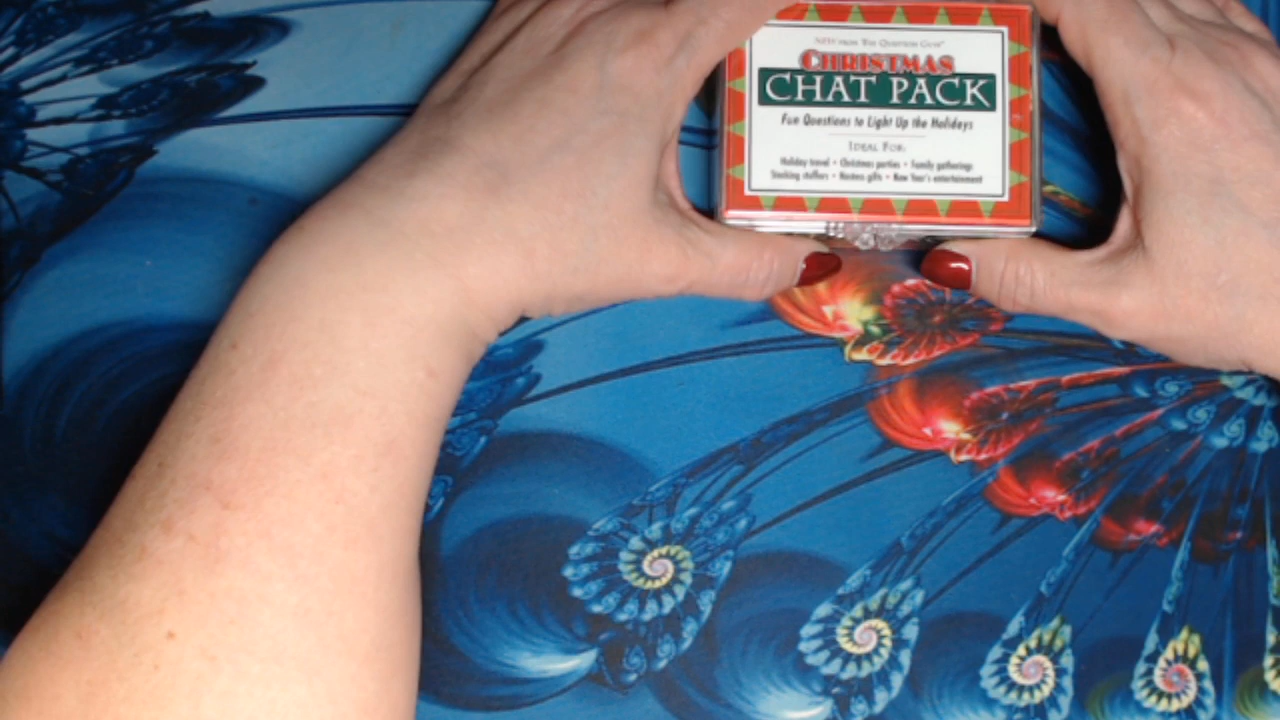 NEW FROM THE QUESTION GUYS™
CHRISTMAS
CHAT PACK
Fun Questions to Light Up the Holidays
IDEAL FOR:
Holiday travel • Christmas parties • Family gatherings
Stocking stuffers • Hostess gifts • New Year's entertainment